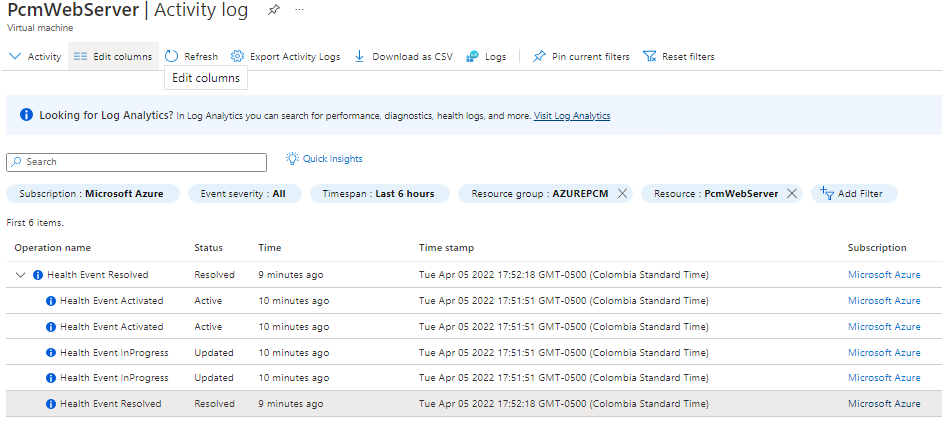 PcmWebServer | Activity log
Virtual machine
Activity Edit columns Refresh Export Activity Logs Download as CSV Logs Pin current filters Reset filters
Edit columns
Looking for Log Analytics? In Log Analytics you can search for performance, diagnostics, health logs, and more. Visit Log Analytics
Search Quick Insights
Subscription : Microsoft Azure Event severity : All Timespan : Last 6 hours Resource group : AZUREPCM Resource : PcmWebServer Add Filter
First 6 items.
Operation name Status Time Time stamp Subscription
Health Event Resolved Resolved 9 minutes ago Tue Apr 05 2022 17:52:18 GMT-0500 (Colombia Standard Time) Microsoft Azure
Health Event Activated Active 10 minutes ago Tue Apr 05 2022 17:51:51 GMT-0500 (Colombia Standard Time) Microsoft Azure
Health Event Activated Active 10 minutes ago Tue Apr 05 2022 17:51:51 GMT-0500 (Colombia Standard Time) Microsoft Azure
Health Event InProgress Updated 10 minutes ago Tue Apr 05 2022 17:51:51 GMT-0500 (Colombia Standard Time) Microsoft Azure
Health Event InProgress Updated 10 minutes ago Tue Apr 05 2022 17:51:51 GMT-0500 (Colombia Standard Time) Microsoft Azure
Health Event Resolved Resolved 9 minutes ago Tue Apr 05 2022 17:52:18 GMT-0500 (Colombia Standard Time) Microsoft Azure